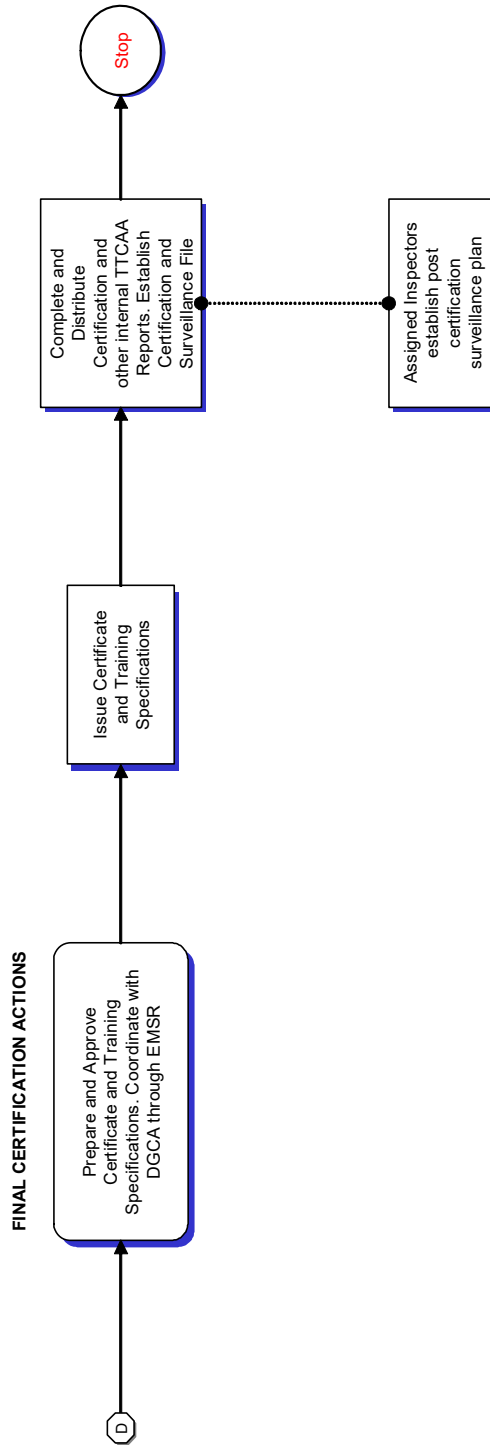 FINAL CERTIFICATION ACTIONS
D
Prepare and Approve
Certificate and Training
Specifications. Coordinate with
DGCA through EMSR
Issue Certificate
and Training
Specifications
Complete and
Distribute
Certification and
other internal TTCAA
Reports. Establish
Certification and
Surveillance File
Stop
Assigned Inspectors
establish post
certification
surveillance plan